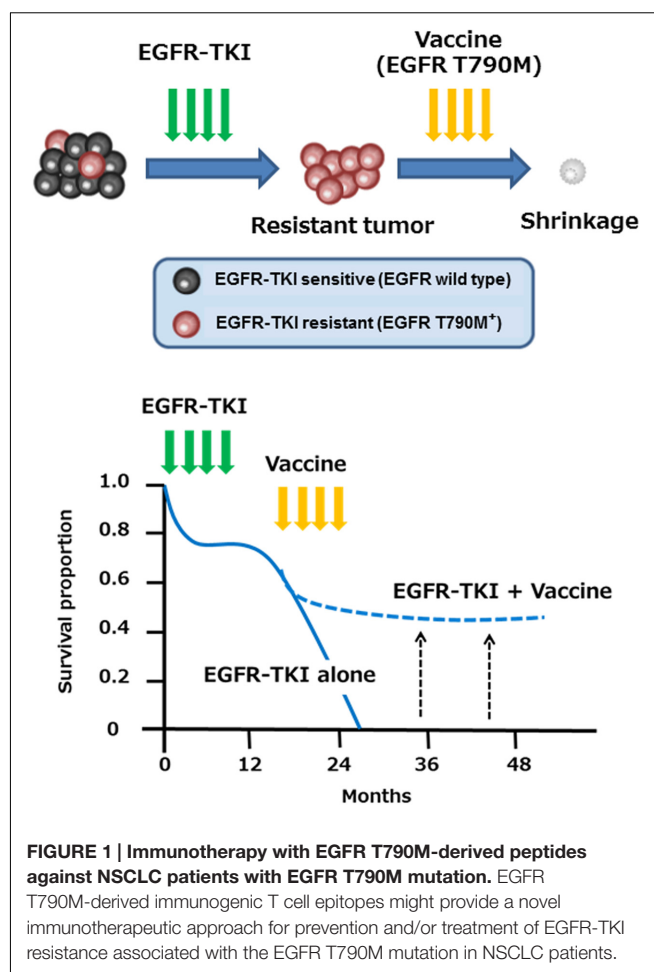 EGFR-TKI
Vaccine
(EGFR T790M)
Resistant tumor
Shrinkage
EGFR-TKI sensitive (EGFR wild type)
EGFR-TKI resistant (EGFR T790M⁺)
EGFR-TKI
Vaccine
1.0
0.8
0.6
0.4
0.2
0
Survival proportion
EGFR-TKI + Vaccine
EGFR-TKI alone
0 12 24 36 48
Months
FIGURE 1 | Immunotherapy with EGFR T790M-derived peptides
against NSCLC patients with EGFR T790M mutation. EGFR
T790M-derived immunogenic T cell epitopes might provide a novel
immunotherapeutic approach for prevention and/or treatment of EGFR-TKI
resistance associated with the EGFR T790M mutation in NSCLC patients.